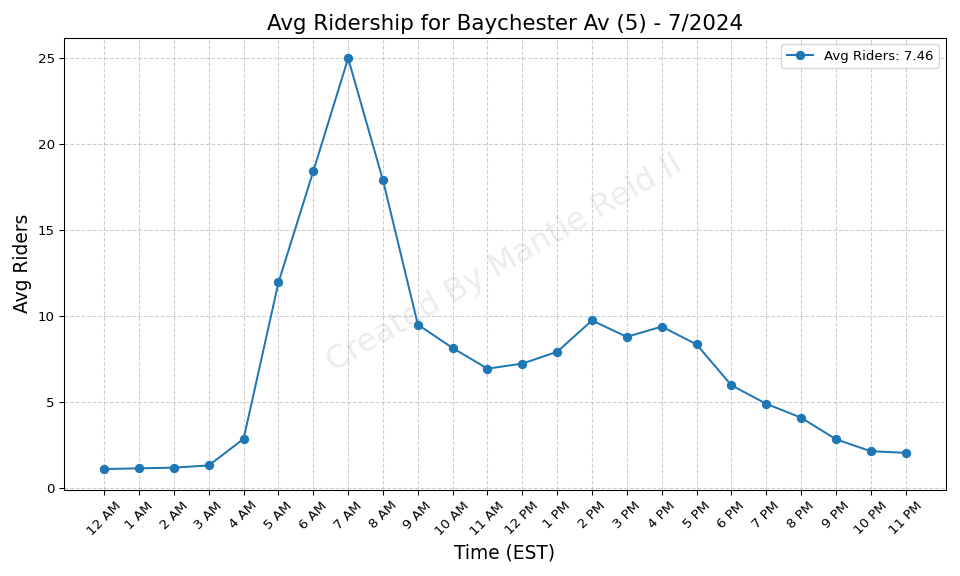 Avg Ridership for Baychester Av (5) - 7/2024
Avg Riders: 7.46
25
20
15
10
5
0
Avg Riders
Created By Mantle Reid II
12 AM
1 AM
2 AM
3 AM
4 AM
5 AM
6 AM
7 AM
8 AM
9 AM
10 AM
11 AM
12 PM
1 PM
2 PM
3 PM
4 PM
5 PM
6 PM
7 PM
8 PM
9 PM
10 PM
11 PM
Time (EST)